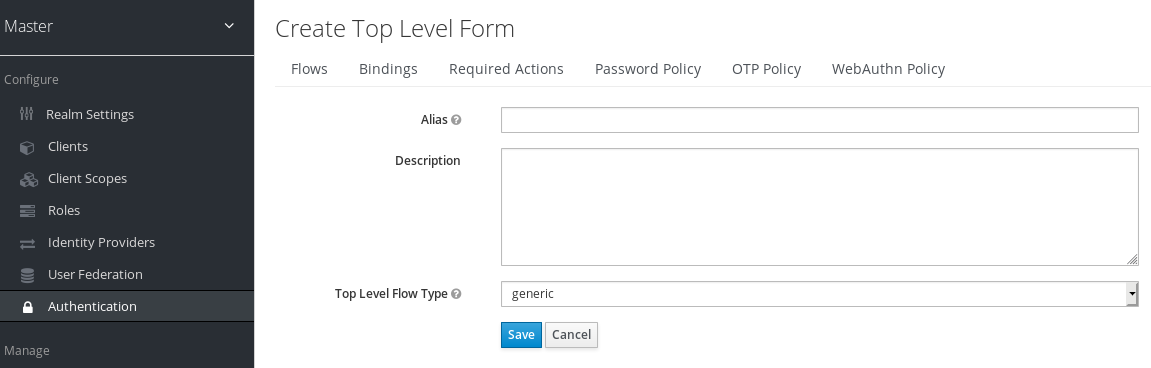 Master
Configure
Realm Settings
Clients
Client Scopes
Roles
Identity Providers
User Federation
Authentication
Manage
Create Top Level Form
Flows Bindings Required Actions Password Policy OTP Policy WebAuthn Policy
Alias
Description
Top Level Flow Type generic
Save Cancel